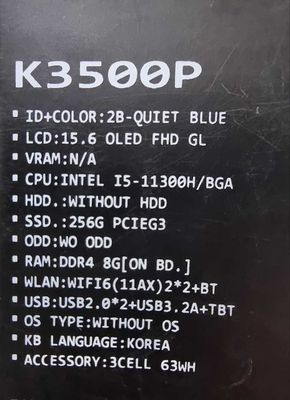 K3500P
▪ ID+COLOR:2B-QUIET BLUE
▪ LCD:15.6 OLED FHD GL
▪ VRAM:N/A
▪ CPU:INTEL I5-11300H/BGA
▪ HDD.:WITHOUT HDD
▪ SSD.:256G PCIEG3
▪ ODD:WO ODD
▪ RAM:DDR4 8G[ON BD.]
▪ WLAN:WIFI6(11AX)2*2+BT
▪ USB:USB2.0*2+USB3.2A+TBT
▪ OS TYPE:WITHOUT OS
▪ KB LANGUAGE:KOREA
▪ ACCESSORY:3CELL 63WH